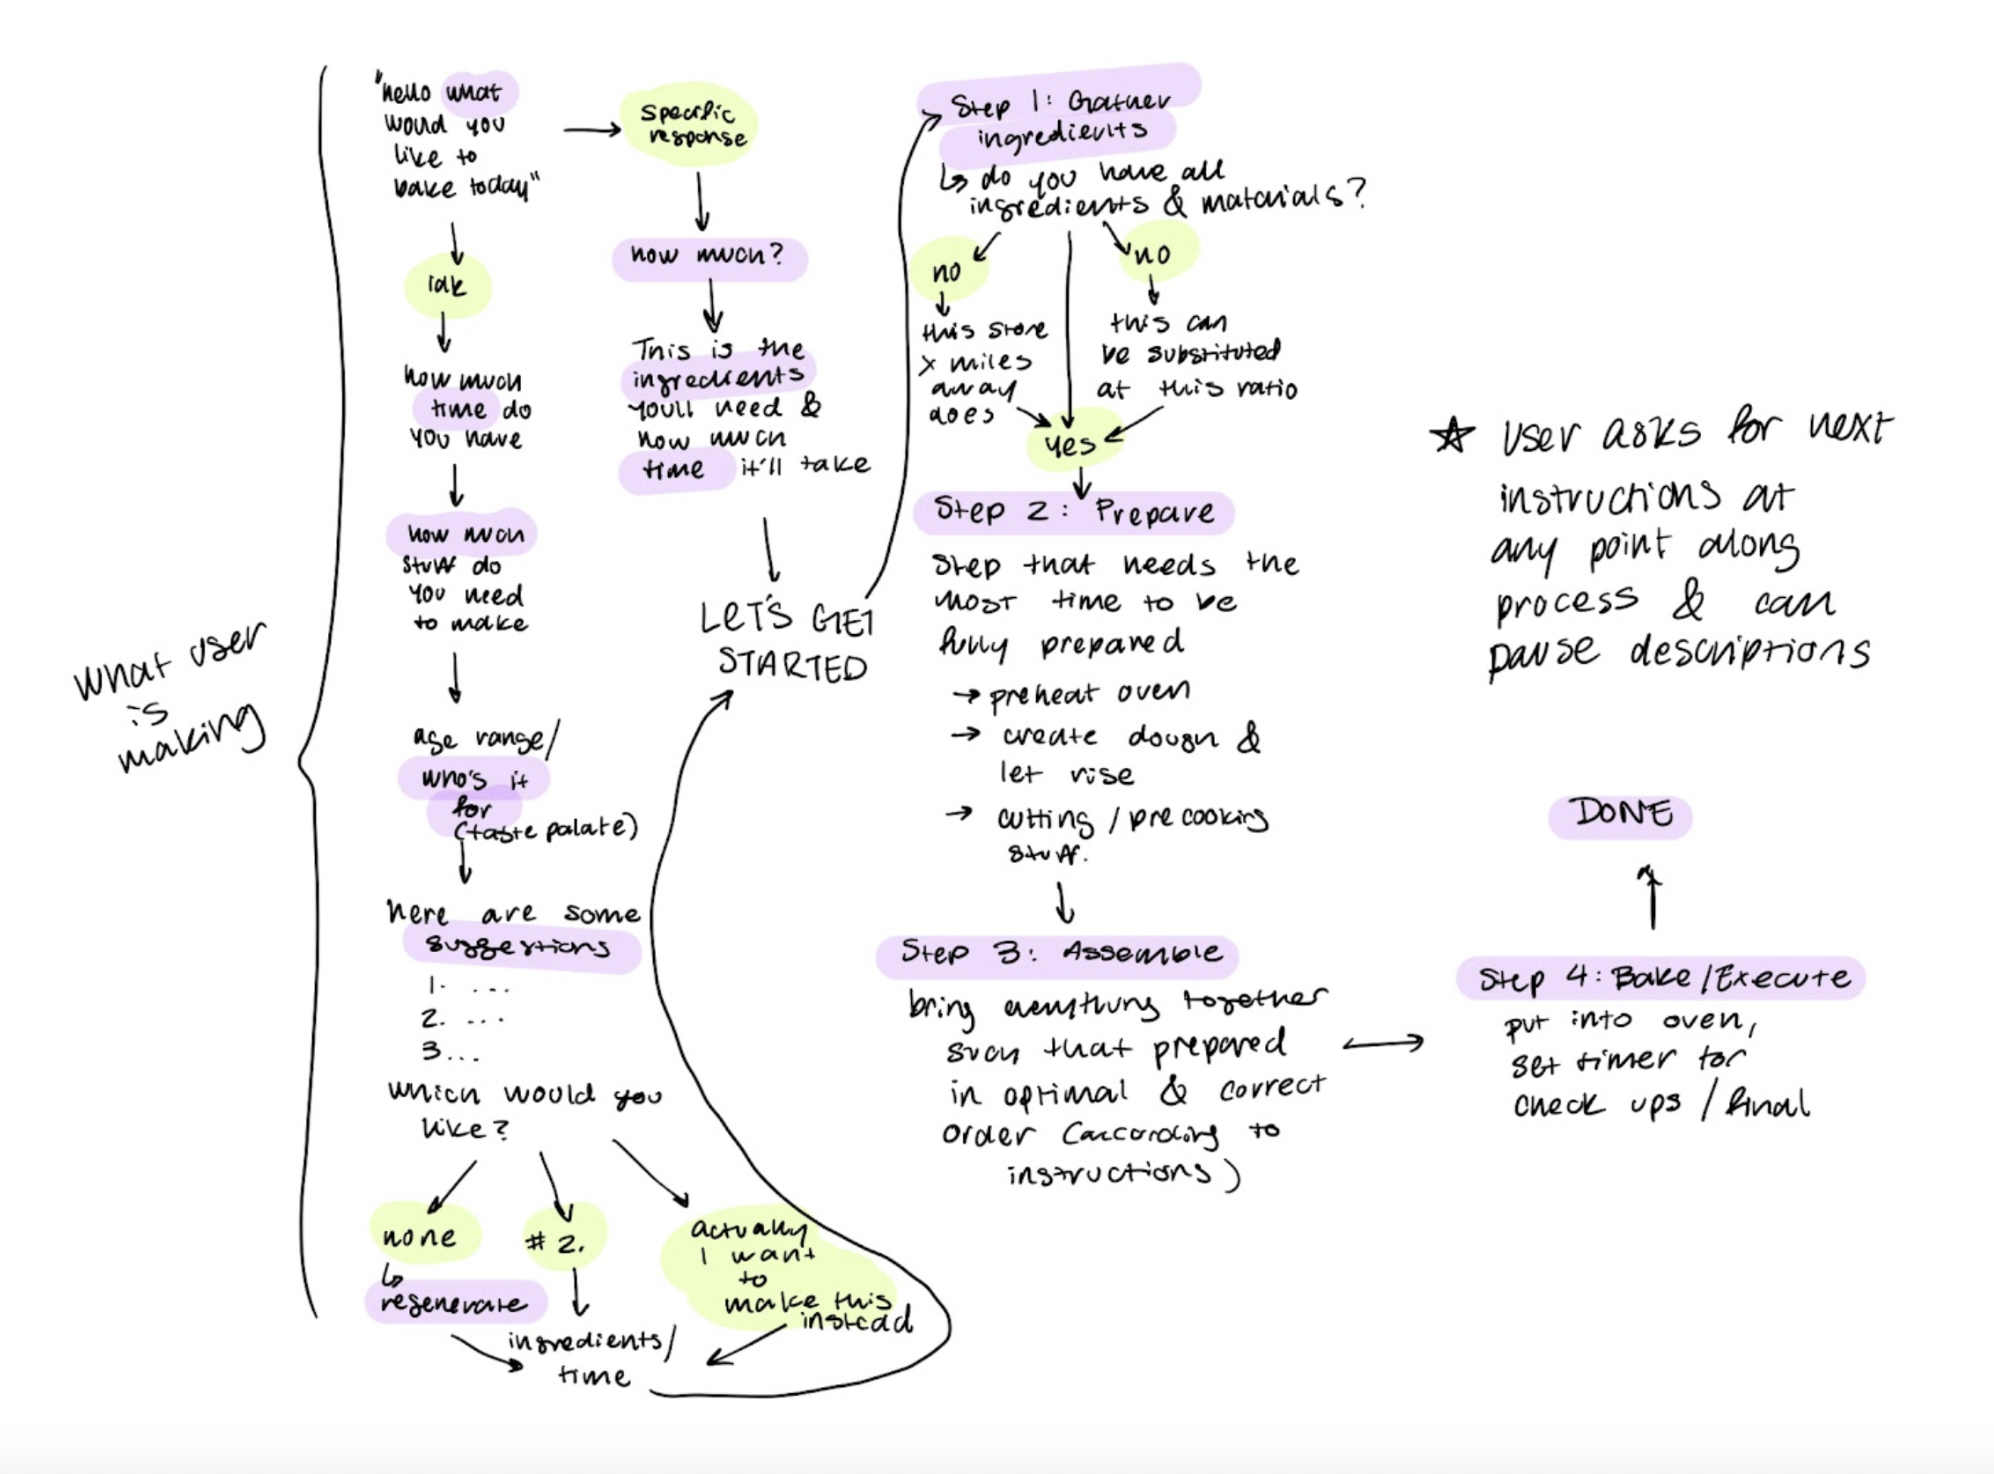 what user
is
making
"hello what
would you
like to
bake today"
idk
how much
time do
you have
how much
stuff do
you need
to make
age range/
who's it
for
(taste palate)
here are some
suggestions
1. ...
2. ...
3...
which would you
like?
none
regenerate
# 2.
actually
I want
to
make this
instead
ingredients/
time
specific
response
how much?
This is the
ingredients
youll need &
how much
time it'll take
LET'S GET
STARTED
Step 1: Gather
ingredients
do you have all
ingredients & materials?
no
this store
x miles
away
does
no
this can
be substituted
at this ratio
yes
Step 2: Prepare
Step that needs the
most time to be
fully prepared
→ preheat oven
→ create dough &
let rise
→ cutting / pre cooking
stuff.
Step 3: Assemble
bring everything together
such that prepared
in optimal & correct
order (according to
instructions)
Step 4: Bake/Execute
put into oven,
set timer for
check ups / final
DONE
☆ user asks for next
instructions at
any point along
process & can
pause descriptions